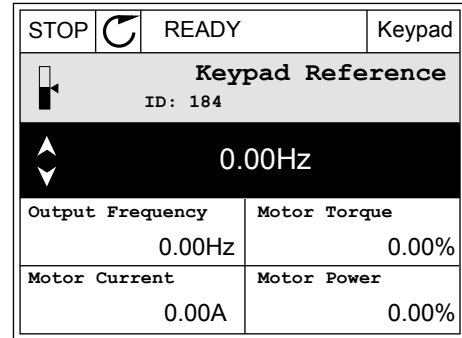 STOP READY Keypad
Keypad Reference
ID: 184
0.00Hz
Output Frequency Motor Torque
0.00Hz 0.00%
Motor Current Motor Power
0.00A 0.00%